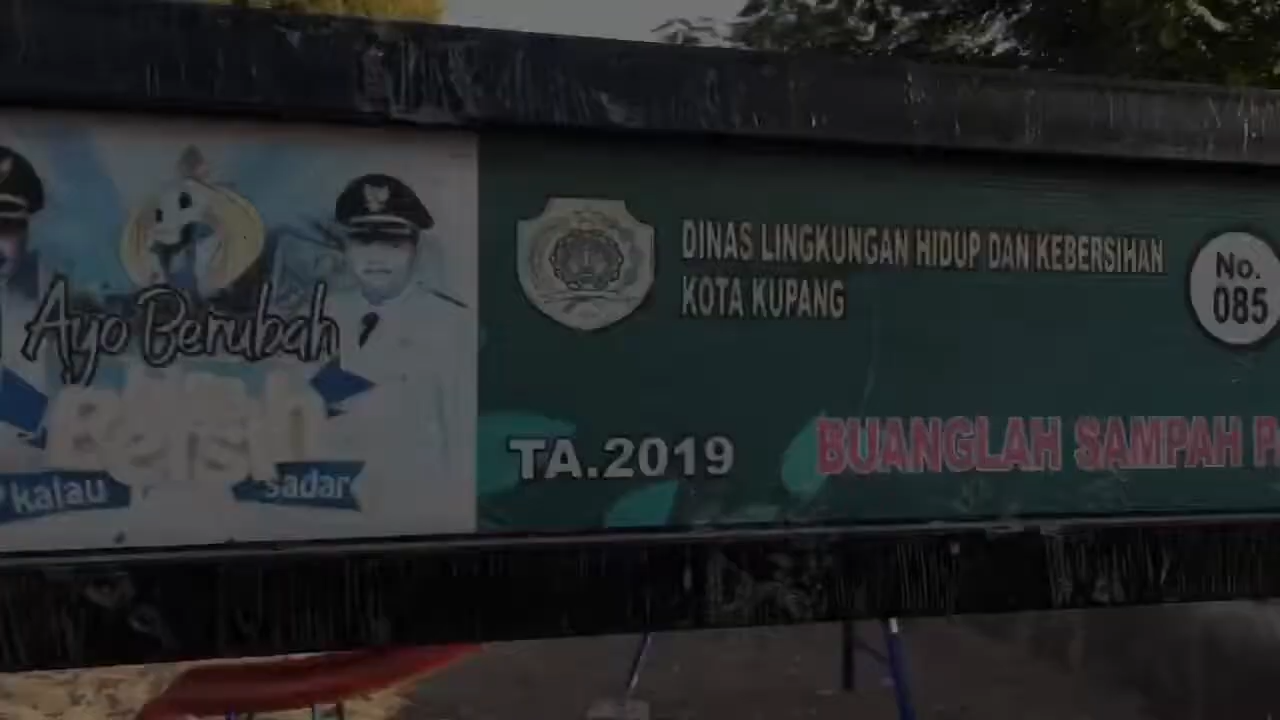 Ayo Berubah
Bersih
kalau sadar
DINAS LINGKUNGAN HIDUP DAN KEBERSIHAN
KOTA KUPANG
No.
085
TA.2019
BUANGLAH SAMPAH